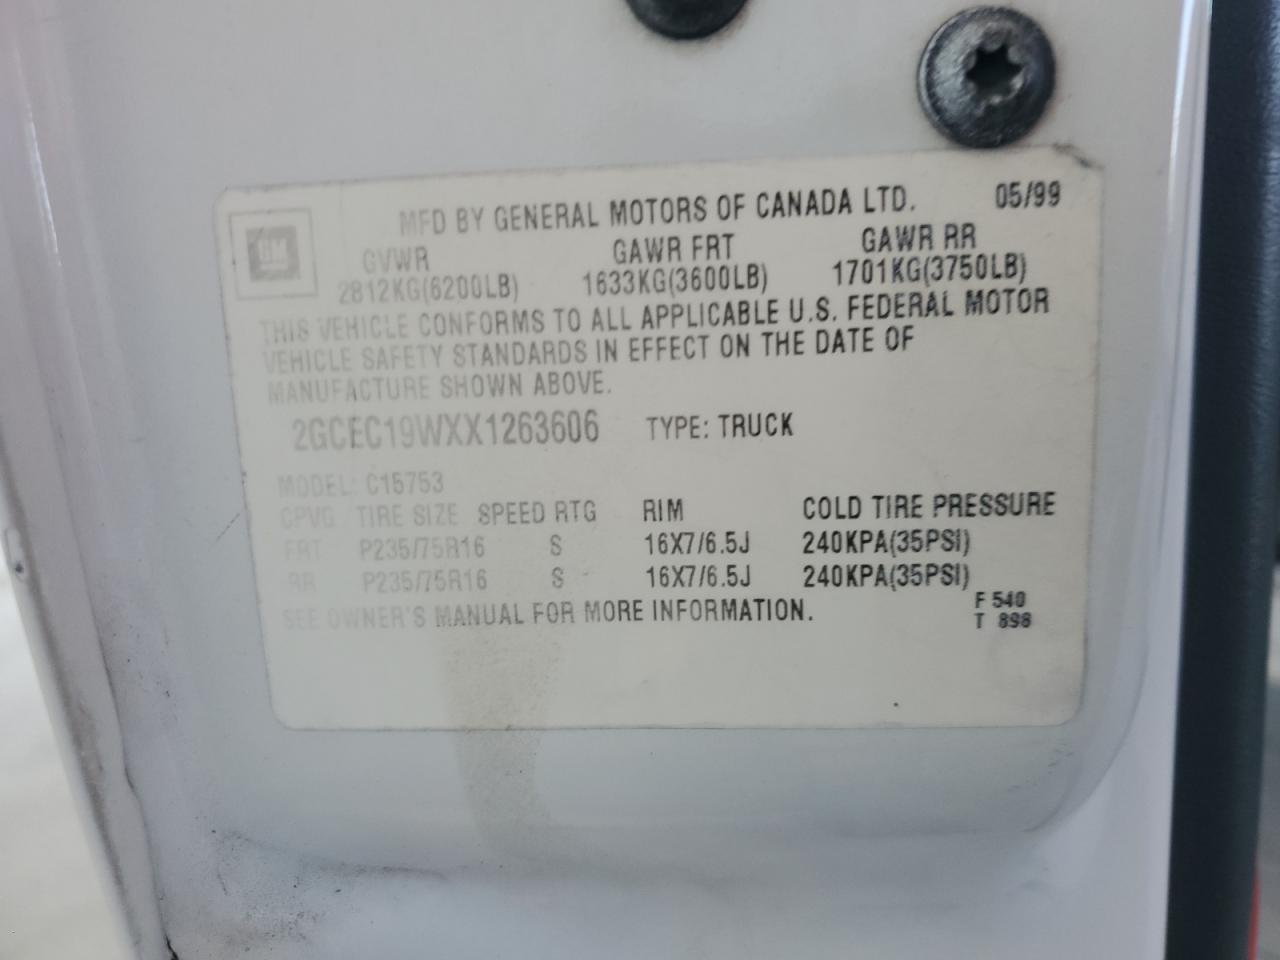 MFD BY GENERAL MOTORS OF CANADA LTD. 05/99
GM
GVWR GAWR FRT GAWR RR
2812KG(6200LB) 1633KG(3600LB) 1701KG(3750LB)
THIS VEHICLE CONFORMS TO ALL APPLICABLE U.S. FEDERAL MOTOR
VEHICLE SAFETY STANDARDS IN EFFECT ON THE DATE OF
MANUFACTURE SHOWN ABOVE.
2GCEC19WXX1263606 TYPE: TRUCK
MODEL: C15753
CPVG TIRE SIZE SPEED RTG RIM COLD TIRE PRESSURE
FRT P235/75R16 S 16X7/6.5J 240KPA(35PSI)
RR P235/75R16 S 16X7/6.5J 240KPA(35PSI)
SEE OWNER'S MANUAL FOR MORE INFORMATION.
F 540
T 898